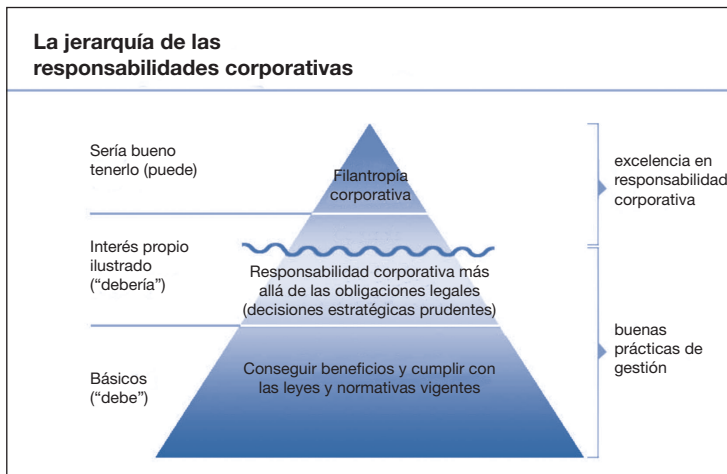 La jerarquía de las
responsabilidades corporativas
Sería bueno
tenerlo (puede)
Filantropía
corporativa
excelencia en
responsabilidad
corporativa
Interés propio
ilustrado
(“debería”)
Responsabilidad corporativa más
allá de las obligaciones legales
(decisiones estratégicas prudentes)
Básicos
(“debe”)
Conseguir beneficios y cumplir con
las leyes y normativas vigentes
buenas
prácticas de
gestión